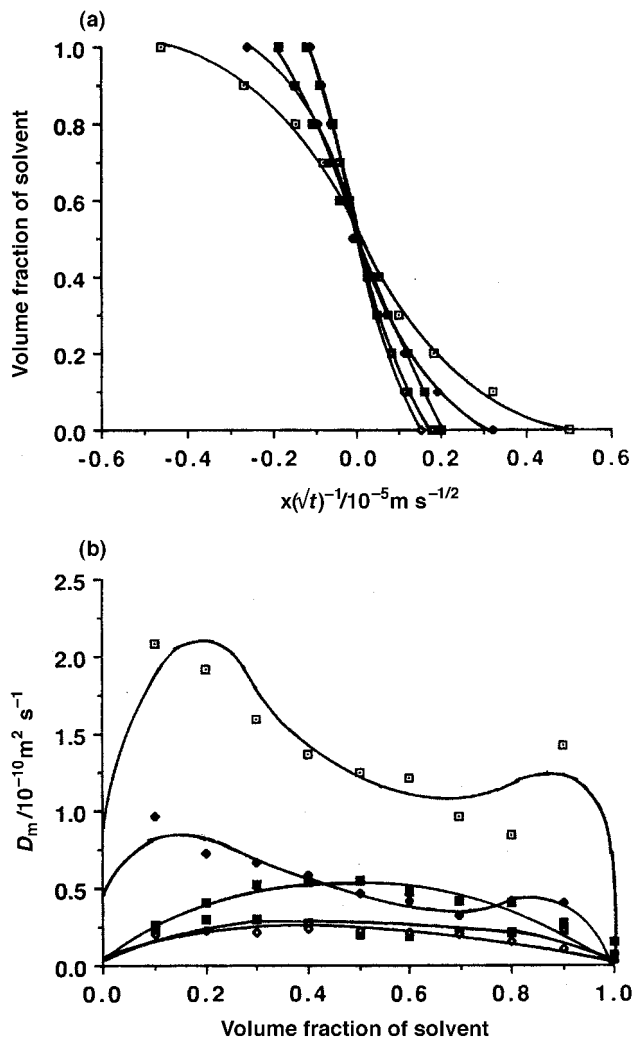 (a)
Volume fraction of solvent
1.0
0.8
0.6
0.4
0.2
0.0
-0.6 -0.4 -0.2 0.0 0.2 0.4 0.6
x(√t)⁻¹/10⁻⁵m s⁻¹/²
(b)
Dₘ/10⁻¹⁰m² s⁻¹
2.5
2.0
1.5
1.0
0.5
0.0
0.0 0.2 0.4 0.6 0.8 1.0
Volume fraction of solvent